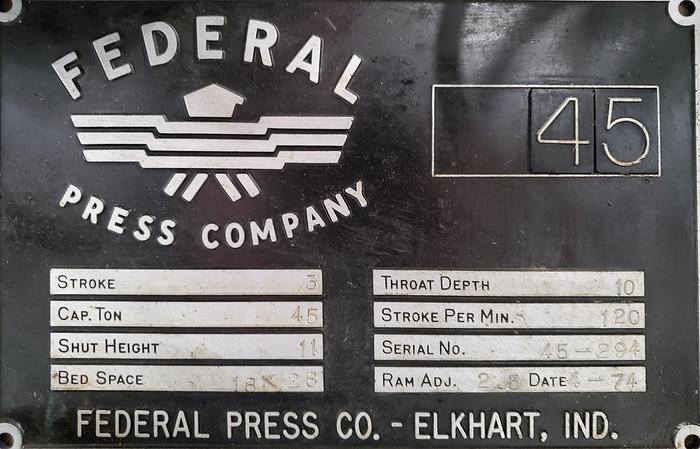 FEDERAL
PRESS COMPANY
45
STROKE 3
CAP. TON 45
SHUT HEIGHT 11
BED SPACE 18 X 28
THROAT DEPTH 10
STROKE PER MIN. 120
SERIAL NO. 45-294
RAM ADJ. 2.5 DATE - 74
FEDERAL PRESS CO. - ELKHART, IND.